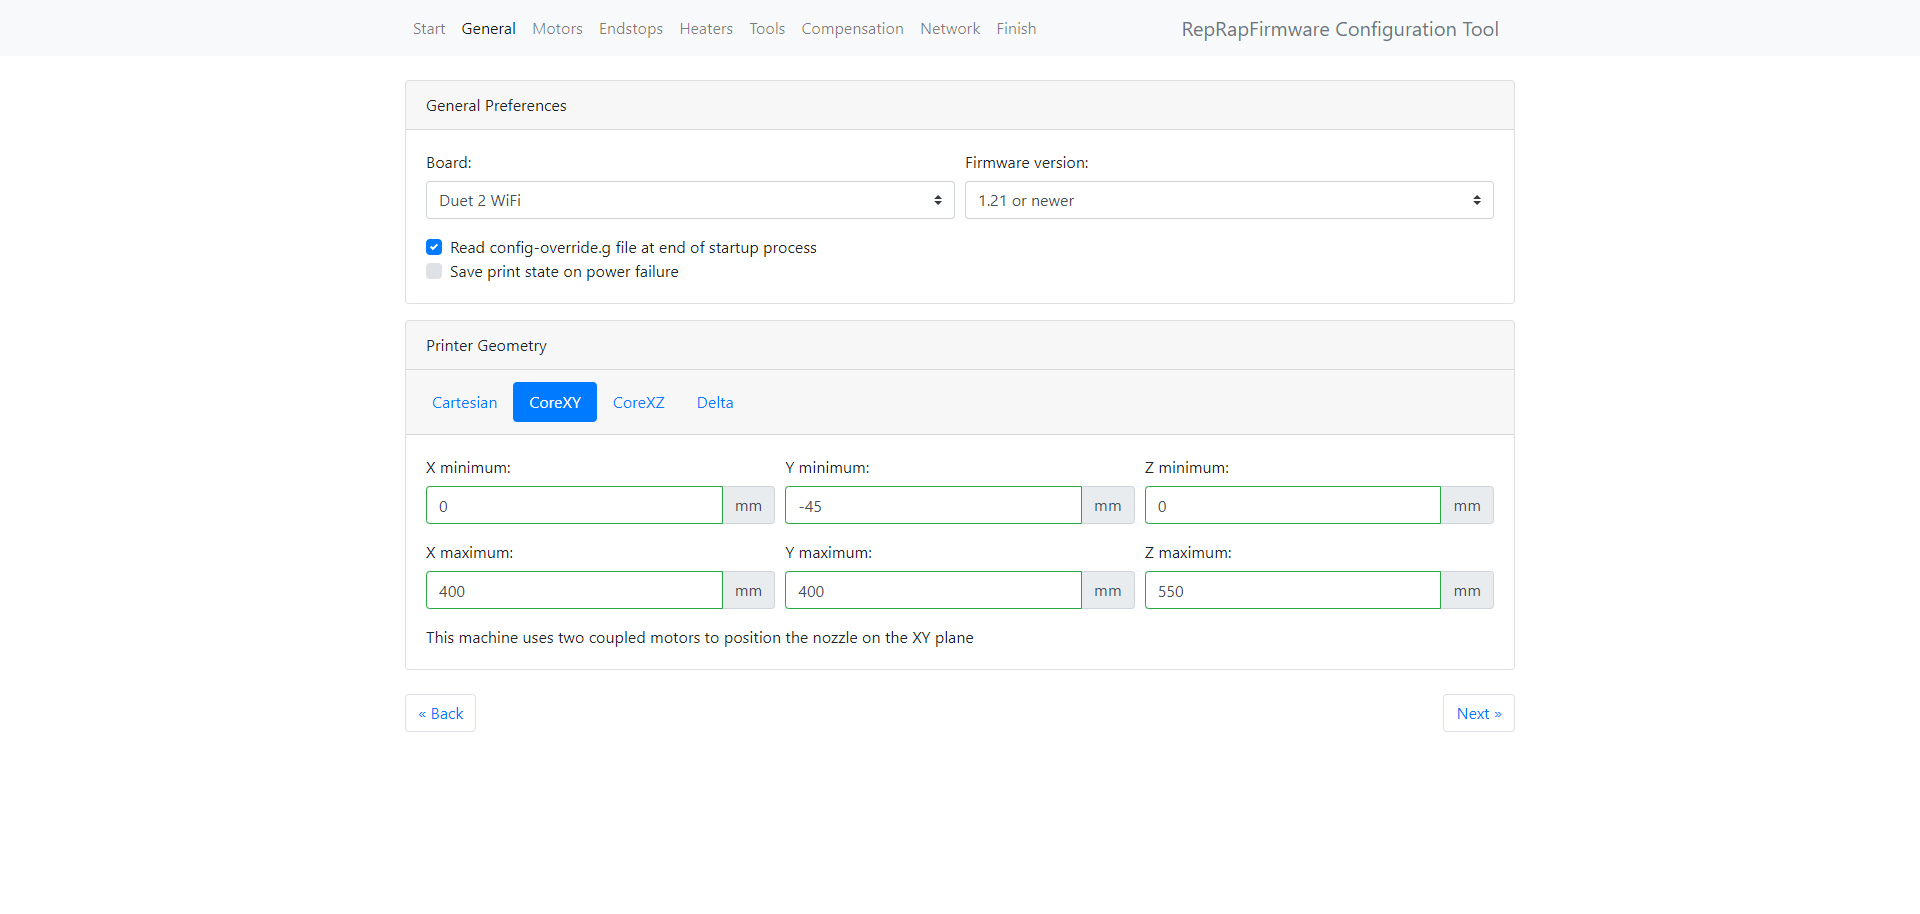 Start General Motors Endstops Heaters Tools Compensation Network Finish RepRapFirmware Configuration Tool
General Preferences
Board: Firmware version:
Duet 2 WiFi 1.21 or newer
Read config-override.g file at end of startup process
Save print state on power failure
Printer Geometry
Cartesian CoreXY CoreXZ Delta
X minimum: Y minimum: Z minimum:
0 mm -45 mm 0 mm
X maximum: Y maximum: Z maximum:
400 mm 400 mm 550 mm
This machine uses two coupled motors to position the nozzle on the XY plane
« Back Next »